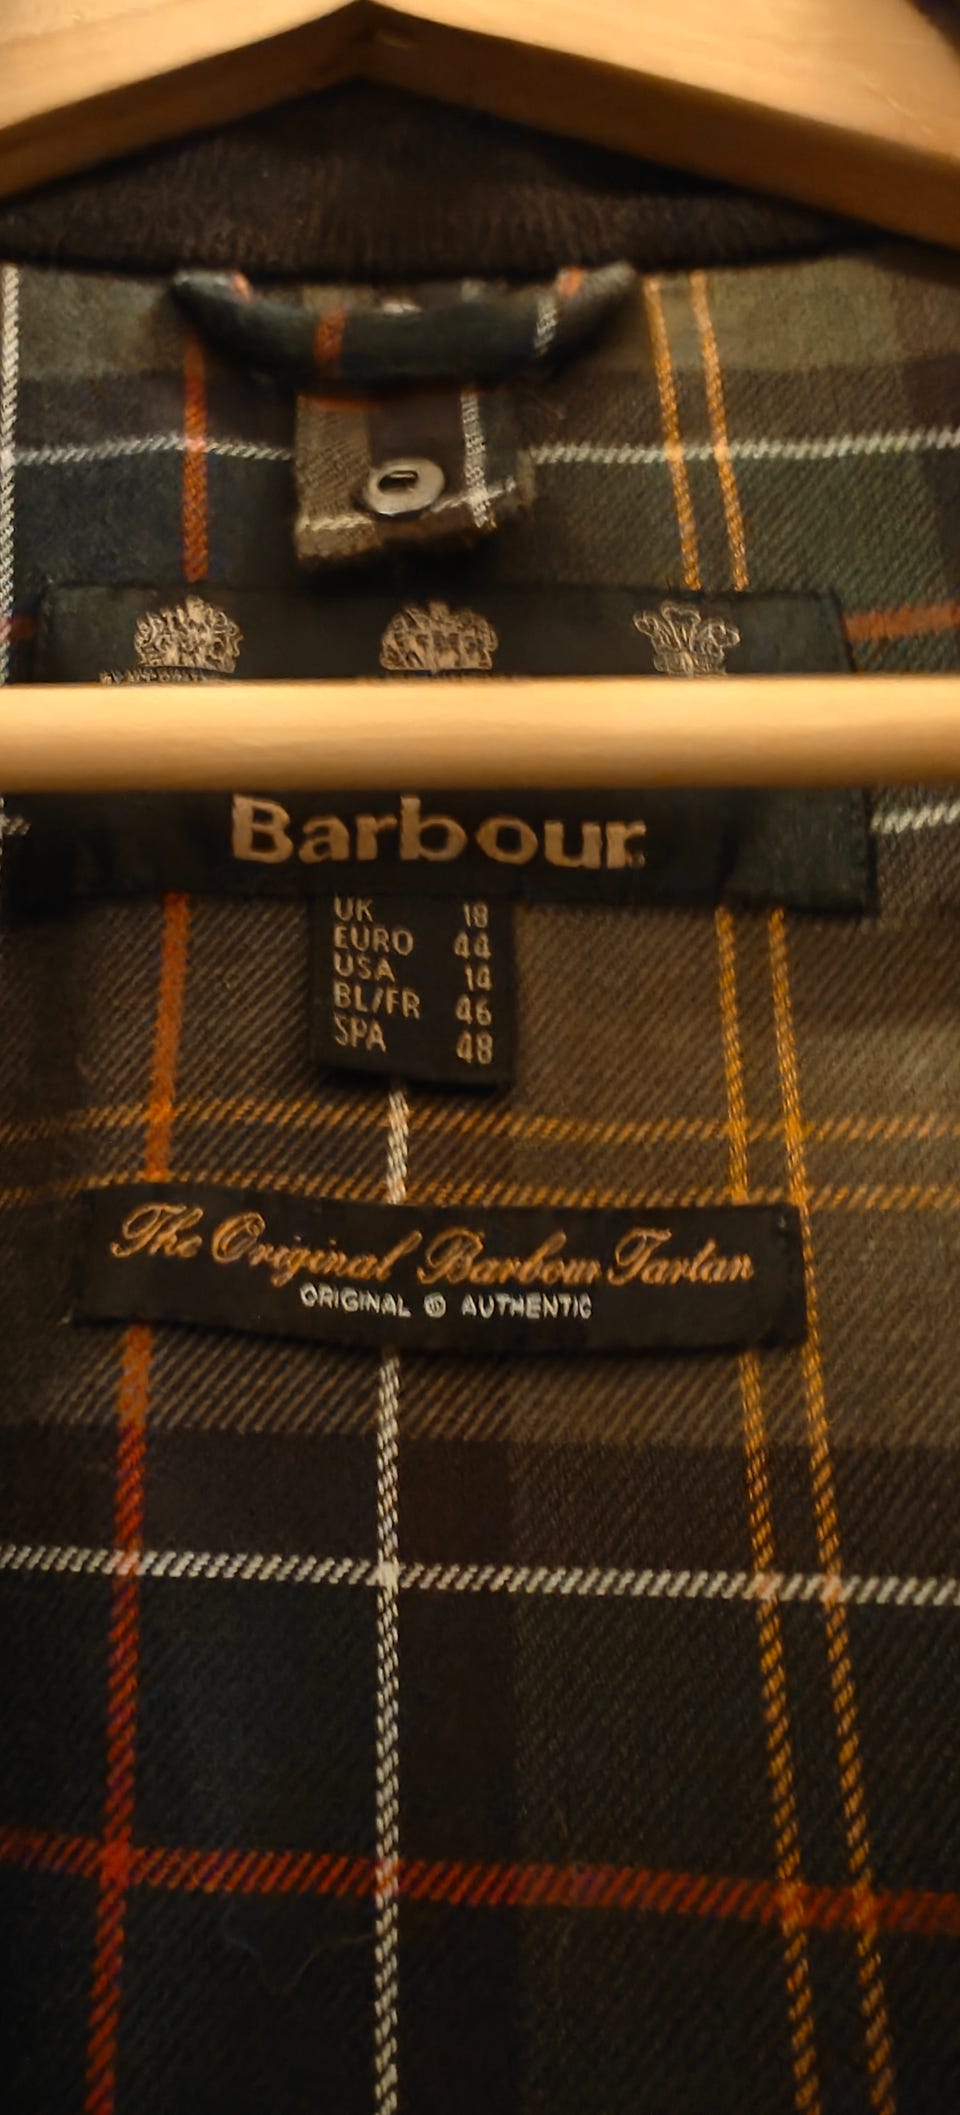 Barbour
UK 18
EURO 44
USA 14
BL/FR 46
SPA 48
The Original Barbour Tartan
ORIGINAL AUTHENTIC